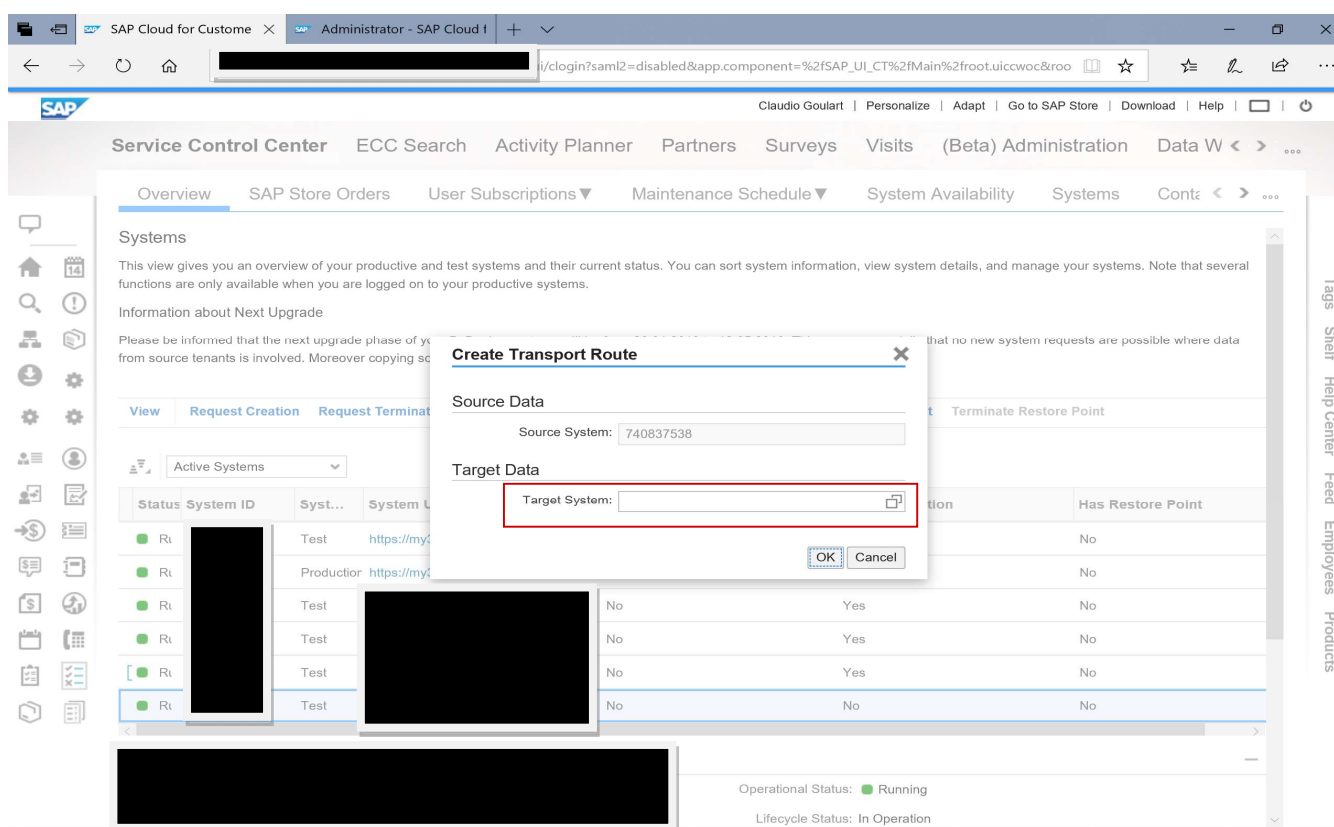 SAP Cloud for Custome
Administrator - SAP Cloud f
i/clogin?saml2=disabled&app.component=%2fSAP_UI_CT%2fMain%2froot.uiccwoc&roo
SAP
Claudio Goulart | Personalize | Adapt | Go to SAP Store | Download | Help |
Service Control Center ECC Search Activity Planner Partners Surveys Visits (Beta) Administration Data W
Overview SAP Store Orders User Subscriptions▼ Maintenance Schedule▼ System Availability Systems Conta
Systems
This view gives you an overview of your productive and test systems and their current status. You can sort system information, view system details, and manage your systems. Note that several
functions are only available when you are logged on to your productive systems.
Information about Next Upgrade
Please be informed that the next upgrade phase of
that no new system requests are possible where data
from source tenants is involved. Moreover copying
Create Transport Route
Source Data
Source System: 740837538
Target Data
Target System:
OK Cancel
View Request Creation Request Terminat
t Terminate Restore Point
Active Systems
Status System ID Syst... System U
tion Has Restore Point
Ru Test https://my3
No
Ru Production https://my3
No
Ru Test No Yes No
Ru Test No Yes No
Ru Test No Yes No
Ru Test No No No
Operational Status: Running
Lifecycle Status: In Operation
14
Tags
Shelf
Help Center
Feed
Employees
Products